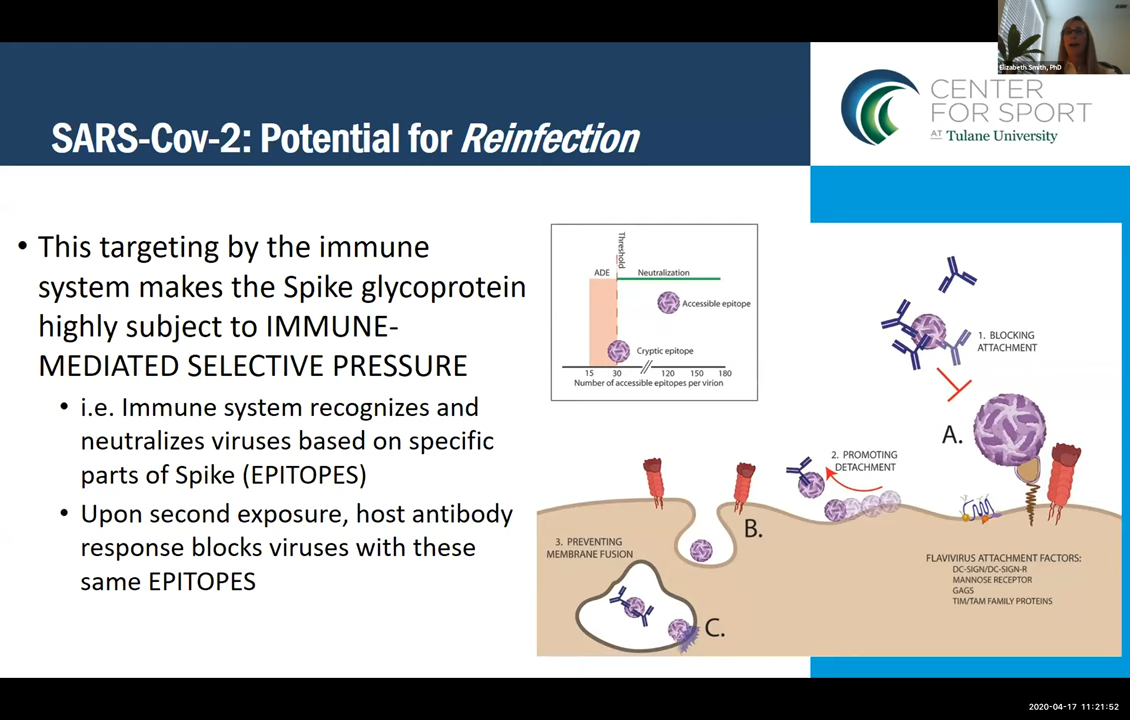 Elizabeth Smith, PhD
CENTER
FOR SPORT
AT Tulane University
SARS-Cov-2: Potential for Reinfection
• This targeting by the immune
system makes the Spike glycoprotein
highly subject to IMMUNE-
MEDIATED SELECTIVE PRESSURE
• i.e. Immune system recognizes and
neutralizes viruses based on specific
parts of Spike (EPITOPES)
• Upon second exposure, host antibody
response blocks viruses with these
same EPITOPES
Threshold
ADE
Neutralization
Accessible epitope
Cryptic epitope
15 30 120 150 180
Number of accessible epitopes per virion
1. BLOCKING
ATTACHMENT
A.
2. PROMOTING
DETACHMENT
B.
3. PREVENTING
MEMBRANE FUSION
C.
FLAVIVIRUS ATTACHMENT FACTORS:
DC-SIGN/DC-SIGN-R
MANNOSE RECEPTOR
GAGS
TIM/TAM FAMILY PROTEINS
2020-04-17 11:21:52